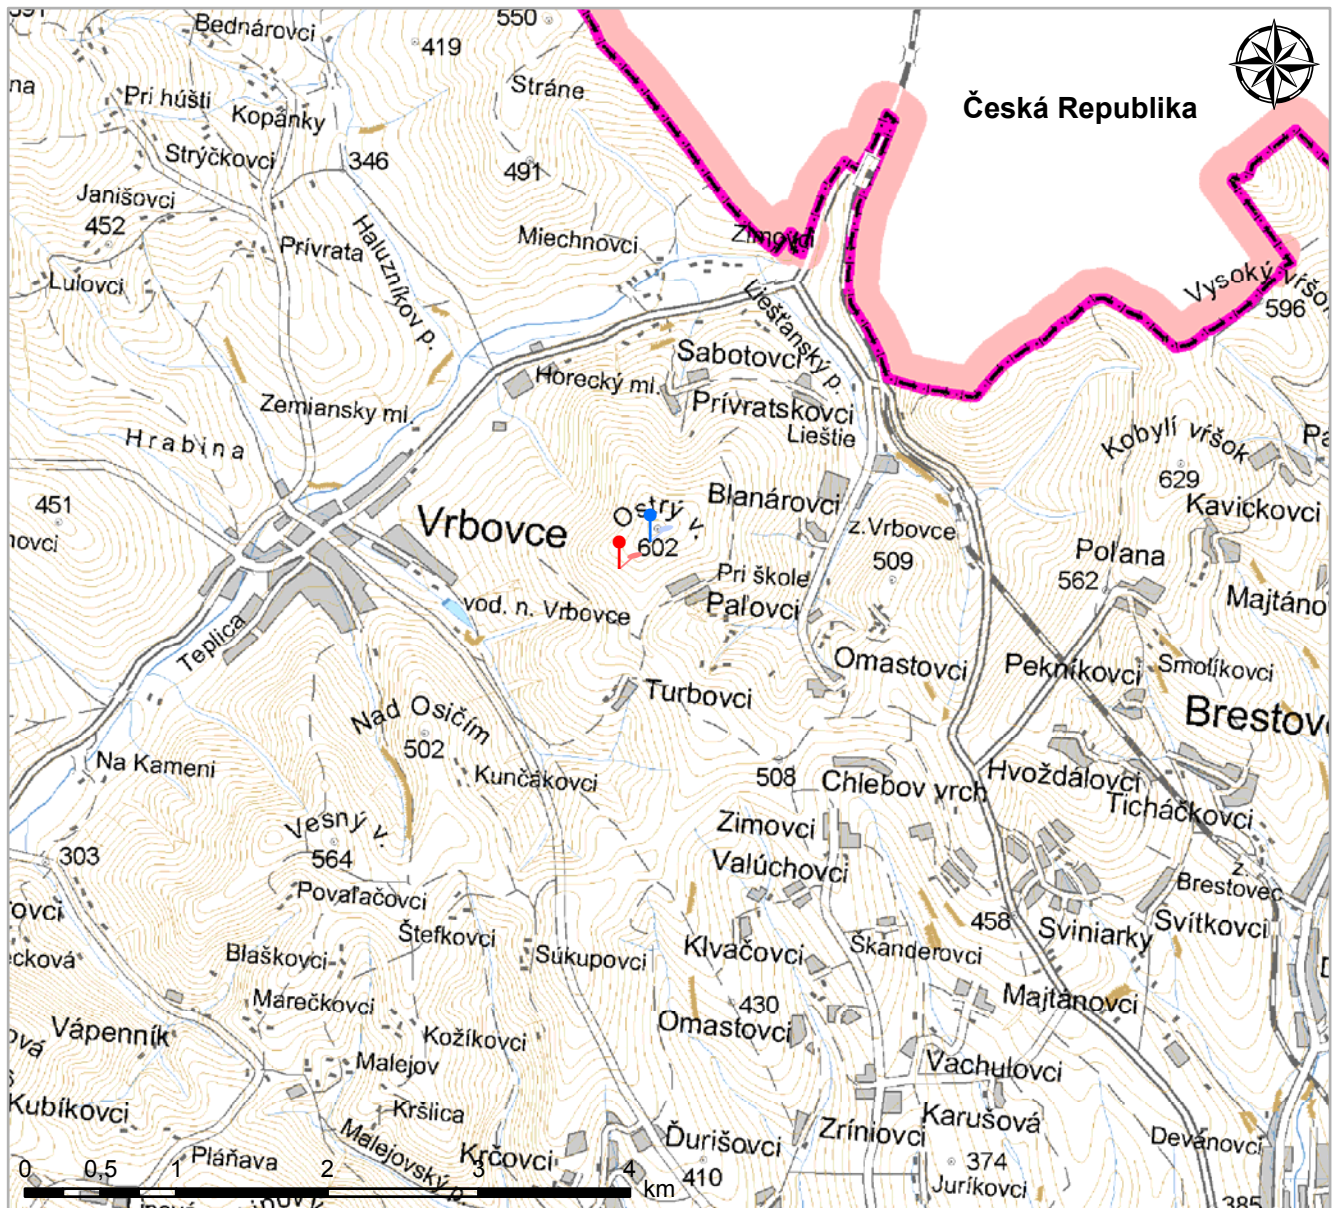 550
Bednárovci
419
Stráne
Česká Republika
Pri húšti
Kopánky
Strýčkovci
346
491
Janišovci
452
Haluzníkov p.
Prívrata
Miechnovci
Zimovci
Lulovci
Vysoký vŕšok
596
Liešťanský p.
Sabotovci
Horecký ml.
Prívratskovci
Lieštie
Zemiansky ml.
Hrabina
Kobylí vŕšok
629
451
Vrbovce
Ostrý v.
602
Blanárovci
z.Vrbovce
509
Kavickovci
Poľana
562
Pri škole
Paľovci
vod. n. Vrbovce
Majtáno
Teplica
Omastovci
Pekníkovci
Smolíkovci
Turbovci
Brestov
Nad Osičím
502
Na Kameni
Kunčákovci
508
Chlebov vrch
Hvoždálovci
Ticháčkovci
Vesný v.
564
Zimovci
Valúchovci
303
z.
Brestovec
Povaľačovci
Štefkovci
458
Sviniarky
Svítkovci
Blaškovci
Súkupovci
Klvačovci
Škanderovci
Marečkovci
430
Majtánovci
Omastovci
Vápenník
Kožíkovci
Malejov
Vachulovci
Kubíkovci
Kršlica
Karušová
Malejovský p.
Krčovci
Ďurišovci
Zríniovci
Devánovci
Pláňava
410
374
Juríkovci
385
0 0,5 1 2 3 4 km